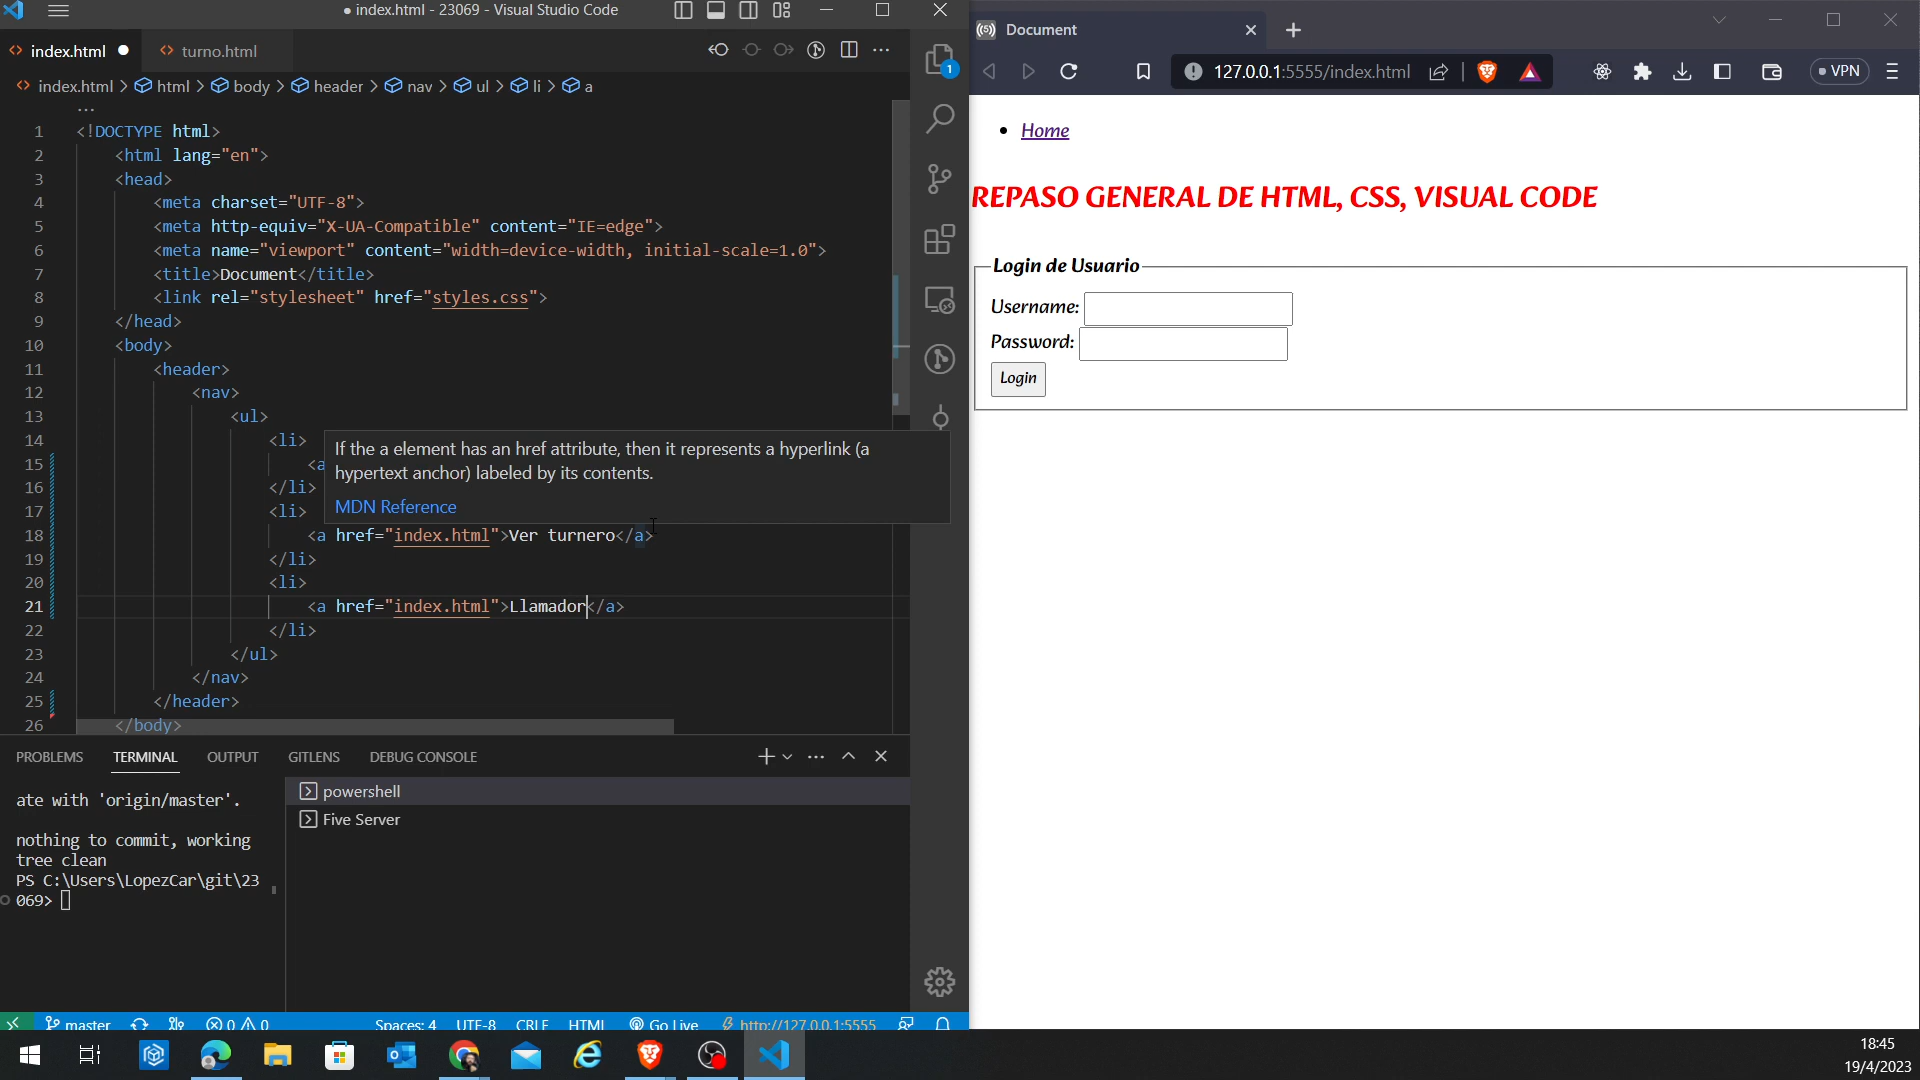 ● index.html - 23069 - Visual Studio Code
index.html
turno.html
index.html > html > body > header > nav > ul > li > a
...
1 <!DOCTYPE html>
2 <html lang="en">
3 <head>
4 <meta charset="UTF-8">
5 <meta http-equiv="X-UA-Compatible" content="IE=edge">
6 <meta name="viewport" content="width=device-width, initial-scale=1.0">
7 <title>Document</title>
8 <link rel="stylesheet" href="styles.css">
9 </head>
10 <body>
11 <header>
12 <nav>
13 <ul>
14 <li>
15 <a
16 </li>
17 <li>
18 <a href="index.html">Ver turnero</a>
19 </li>
20 <li>
21 <a href="index.html">Llamador</a>
22 </li>
23 </ul>
24 </nav>
25 </header>
26 </body>
If the a element has an href attribute, then it represents a hyperlink (a
hypertext anchor) labeled by its contents.
MDN Reference
1
PROBLEMS TERMINAL OUTPUT GITLENS DEBUG CONSOLE
ate with 'origin/master'.
nothing to commit, working
tree clean
PS C:\Users\LopezCar\git\23
069>
powershell
Five Server
master 0 0 Spaces: 4 UTF-8 CRLF HTML Go Live http://127.0.0.1:5555
Document
127.0.0.1:5555/index.html
VPN
• Home
REPASO GENERAL DE HTML, CSS, VISUAL CODE
Login de Usuario
Username:
Password:
Login
18:45
19/4/2023